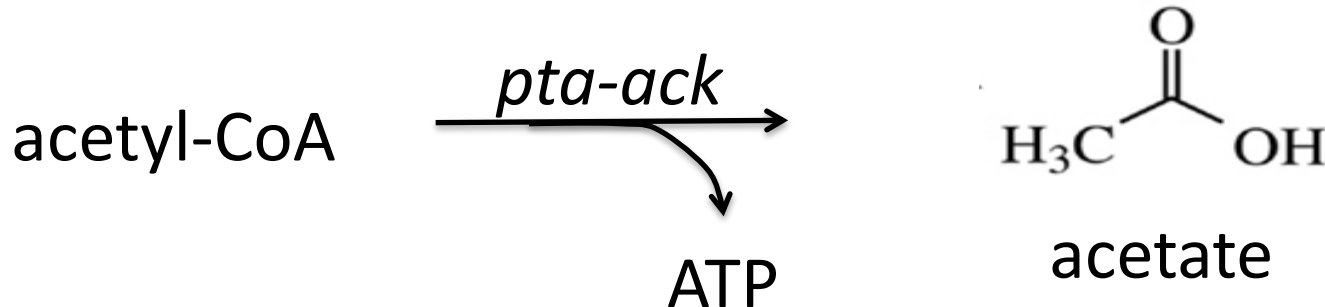 O
pta-ack
acetyl-CoA
H₃C
OH
acetate
ATP